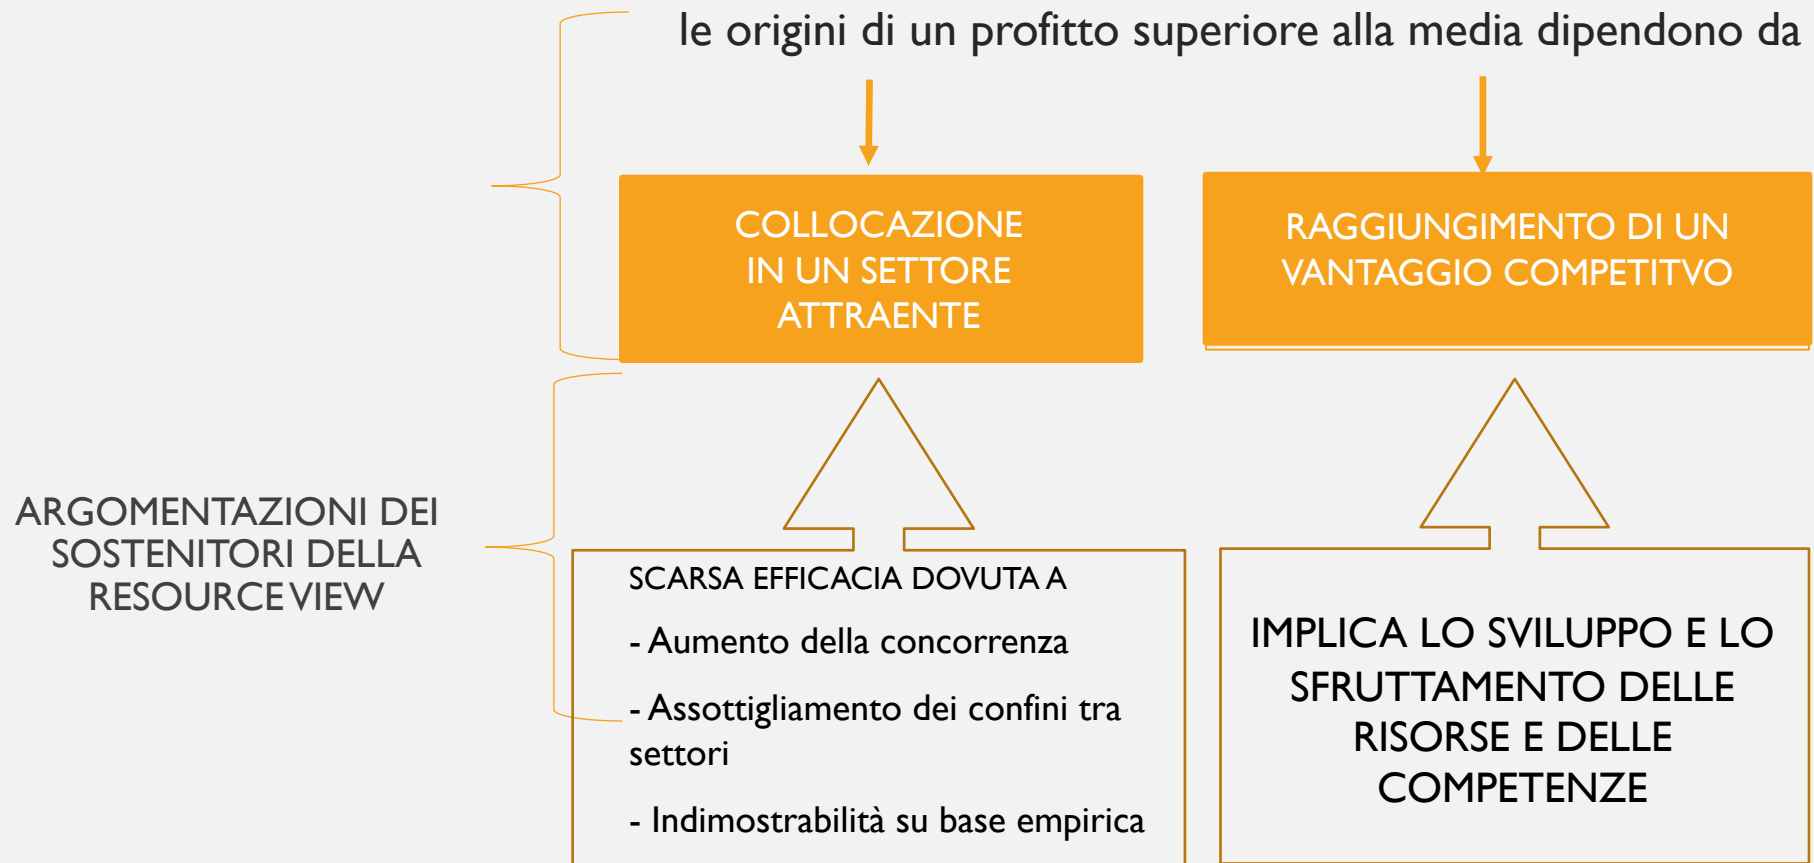 le origini di un profitto superiore alla media dipendono da
COLLOCAZIONE
IN UN SETTORE
ATTRAENTE
RAGGIUNGIMENTO DI UN
VANTAGGIO COMPETITVO
ARGOMENTAZIONI DEI
SOSTENITORI DELLA
RESOURCE VIEW
SCARSA EFFICACIA DOVUTA A
- Aumento della concorrenza
- Assottigliamento dei confini tra
settori
- Indimostrabilità su base empirica
IMPLICA LO SVILUPPO E LO
SFRUTTAMENTO DELLE
RISORSE E DELLE
COMPETENZE